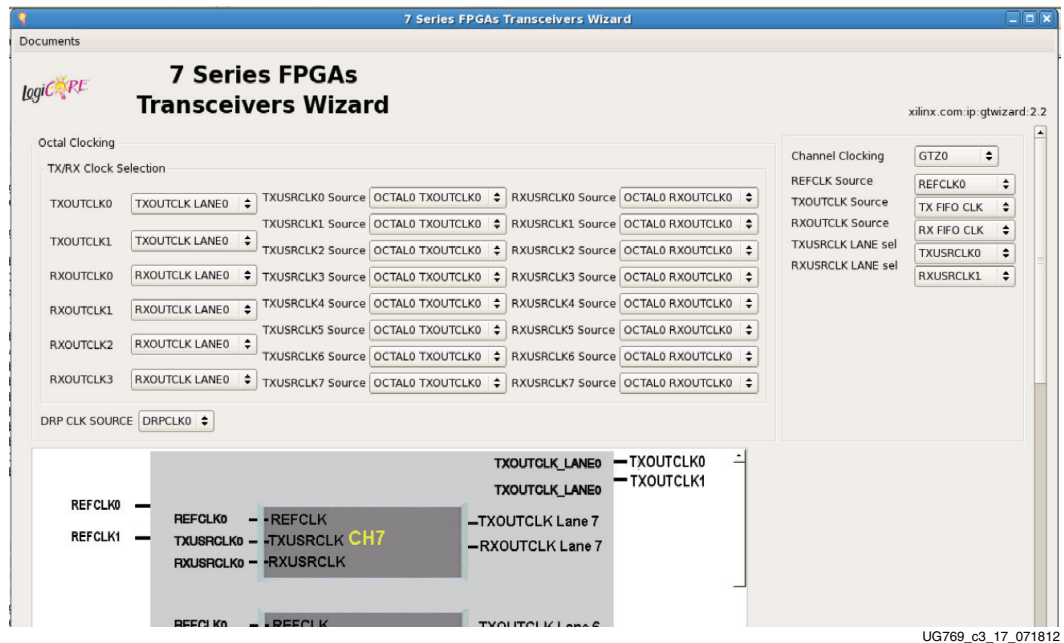 7 Series FPGAs Transceivers Wizard
Documents
logiCORE
7 Series FPGAs
Transceivers Wizard
xilinx.com:ip:gtwizard:2.2
Octal Clocking
TX/RX Clock Selection
TXOUTCLK0 TXOUTCLK LANE0
TXOUTCLK1 TXOUTCLK LANE0
RXOUTCLK0 RXOUTCLK LANE0
RXOUTCLK1 RXOUTCLK LANE0
RXOUTCLK2 RXOUTCLK LANE0
RXOUTCLK3 RXOUTCLK LANE0
TXUSRCLK0 Source OCTAL0 TXOUTCLK0 RXUSRCLK0 Source OCTAL0 RXOUTCLK0
TXUSRCLK1 Source OCTAL0 TXOUTCLK0 RXUSRCLK1 Source OCTAL0 RXOUTCLK0
TXUSRCLK2 Source OCTAL0 TXOUTCLK0 RXUSRCLK2 Source OCTAL0 RXOUTCLK0
TXUSRCLK3 Source OCTAL0 TXOUTCLK0 RXUSRCLK3 Source OCTAL0 RXOUTCLK0
TXUSRCLK4 Source OCTAL0 TXOUTCLK0 RXUSRCLK4 Source OCTAL0 RXOUTCLK0
TXUSRCLK5 Source OCTAL0 TXOUTCLK0 RXUSRCLK5 Source OCTAL0 RXOUTCLK0
TXUSRCLK6 Source OCTAL0 TXOUTCLK0 RXUSRCLK6 Source OCTAL0 RXOUTCLK0
TXUSRCLK7 Source OCTAL0 TXOUTCLK0 RXUSRCLK7 Source OCTAL0 RXOUTCLK0
DRP CLK SOURCE DRPCLK0
Channel Clocking GTZ0
REFCLK Source REFCLK0
TXOUTCLK Source TX FIFO CLK
RXOUTCLK Source RX FIFO CLK
TXUSRCLK LANE sel TXUSRCLK0
RXUSRCLK LANE sel RXUSRCLK1
TXOUTCLK_LANE0 TXOUTCLK0
TXOUTCLK_LANE0 TXOUTCLK1
REFCLK0
REFCLK1
REFCLK0 REFCLK
TXUSRCLK0 TXUSRCLK CH7
RXUSRCLK0 RXUSRCLK
TXOUTCLK Lane 7
RXOUTCLK Lane 7
REFCLK0 REFCLK TXOUTCLK Lane 6
UG769_c3_17_071812